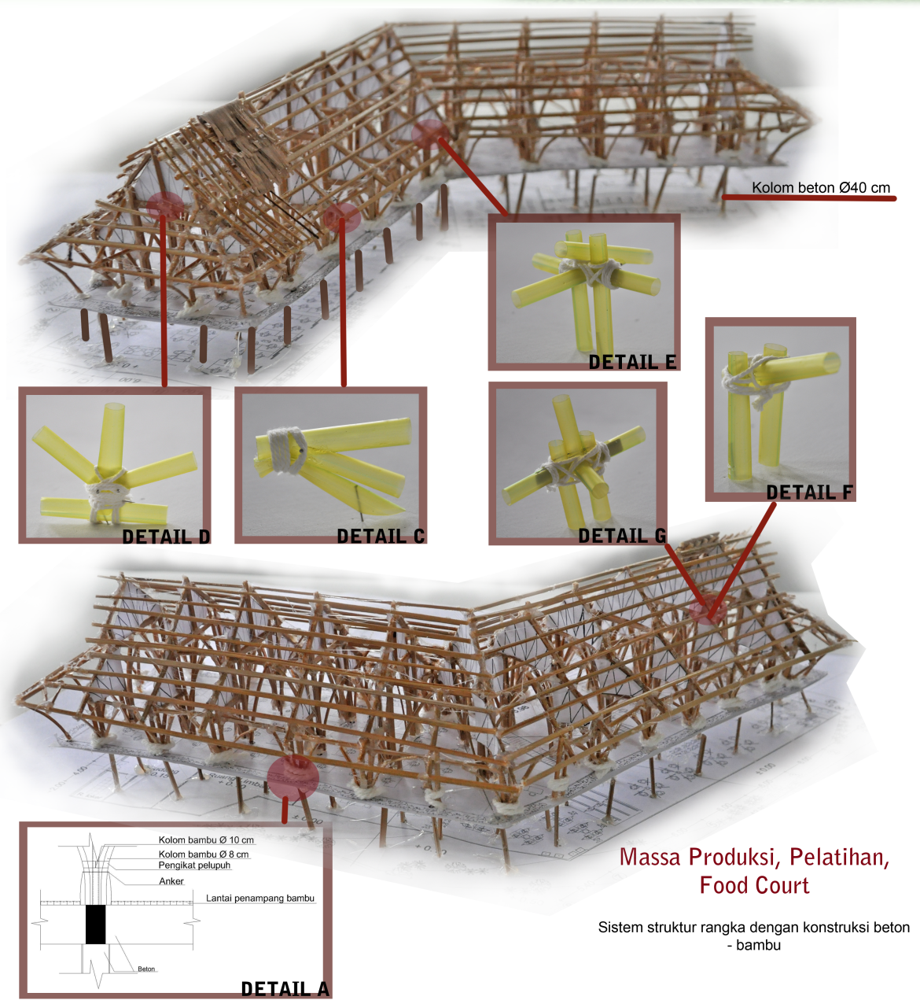 Kolom beton Ø40 cm
DETAIL E
DETAIL F
DETAIL D
DETAIL C
DETAIL G
Kolom bambu Ø 10 cm
Kolom bambu Ø 8 cm
Pengikat pelupuh
Anker
Lantai penampang bambu
Beton
DETAIL A
Massa Produksi, Pelatihan,
Food Court
Sistem struktur rangka dengan konstruksi beton
- bambu